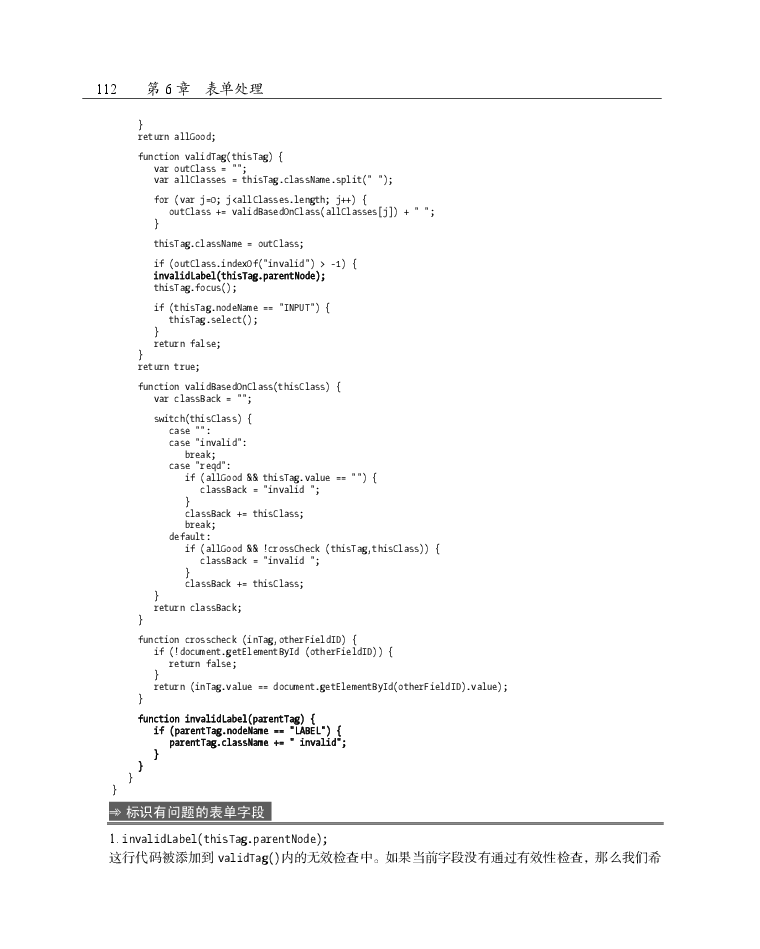 112 第 6 章 表单处理
}
return allGood;
function validTag(thisTag) {
var outClass = "";
var allClasses = thisTag.className.split(" ");
for (var j=0; j<allClasses.length; j++) {
outClass += validBasedOnClass(allClasses[j]) + " ";
}
thisTag.className = outClass;
if (outClass.indexOf("invalid") > -1) {
invalidLabel(thisTag.parentNode);
thisTag.focus();
if (thisTag.nodeName == "INPUT") {
thisTag.select();
}
return false;
}
return true;
function validBasedOnClass(thisClass) {
var classBack = "";
switch(thisClass) {
case "":
case "invalid":
break;
case "reqd":
if (allGood && thisTag.value == "") {
classBack = "invalid ";
}
classBack += thisClass;
break;
default:
if (allGood && !crossCheck (thisTag,thisClass)) {
classBack = "invalid ";
}
classBack += thisClass;
}
return classBack;
}
function crosscheck (inTag,otherFieldID) {
if (!document.getElementById (otherFieldID)) {
return false;
}
return (inTag.value == document.getElementById(otherFieldID).value);
}
function invalidLabel(parentTag) {
if (parentTag.nodeName == "LABEL") {
parentTag.className += " invalid";
}
}
}
}
标识有问题的表单字段
1. invalidLabel(thisTag.parentNode);
这行代码被添加到 validTag()内的无效检查中。如果当前字段没有通过有效性检查，那么我们希